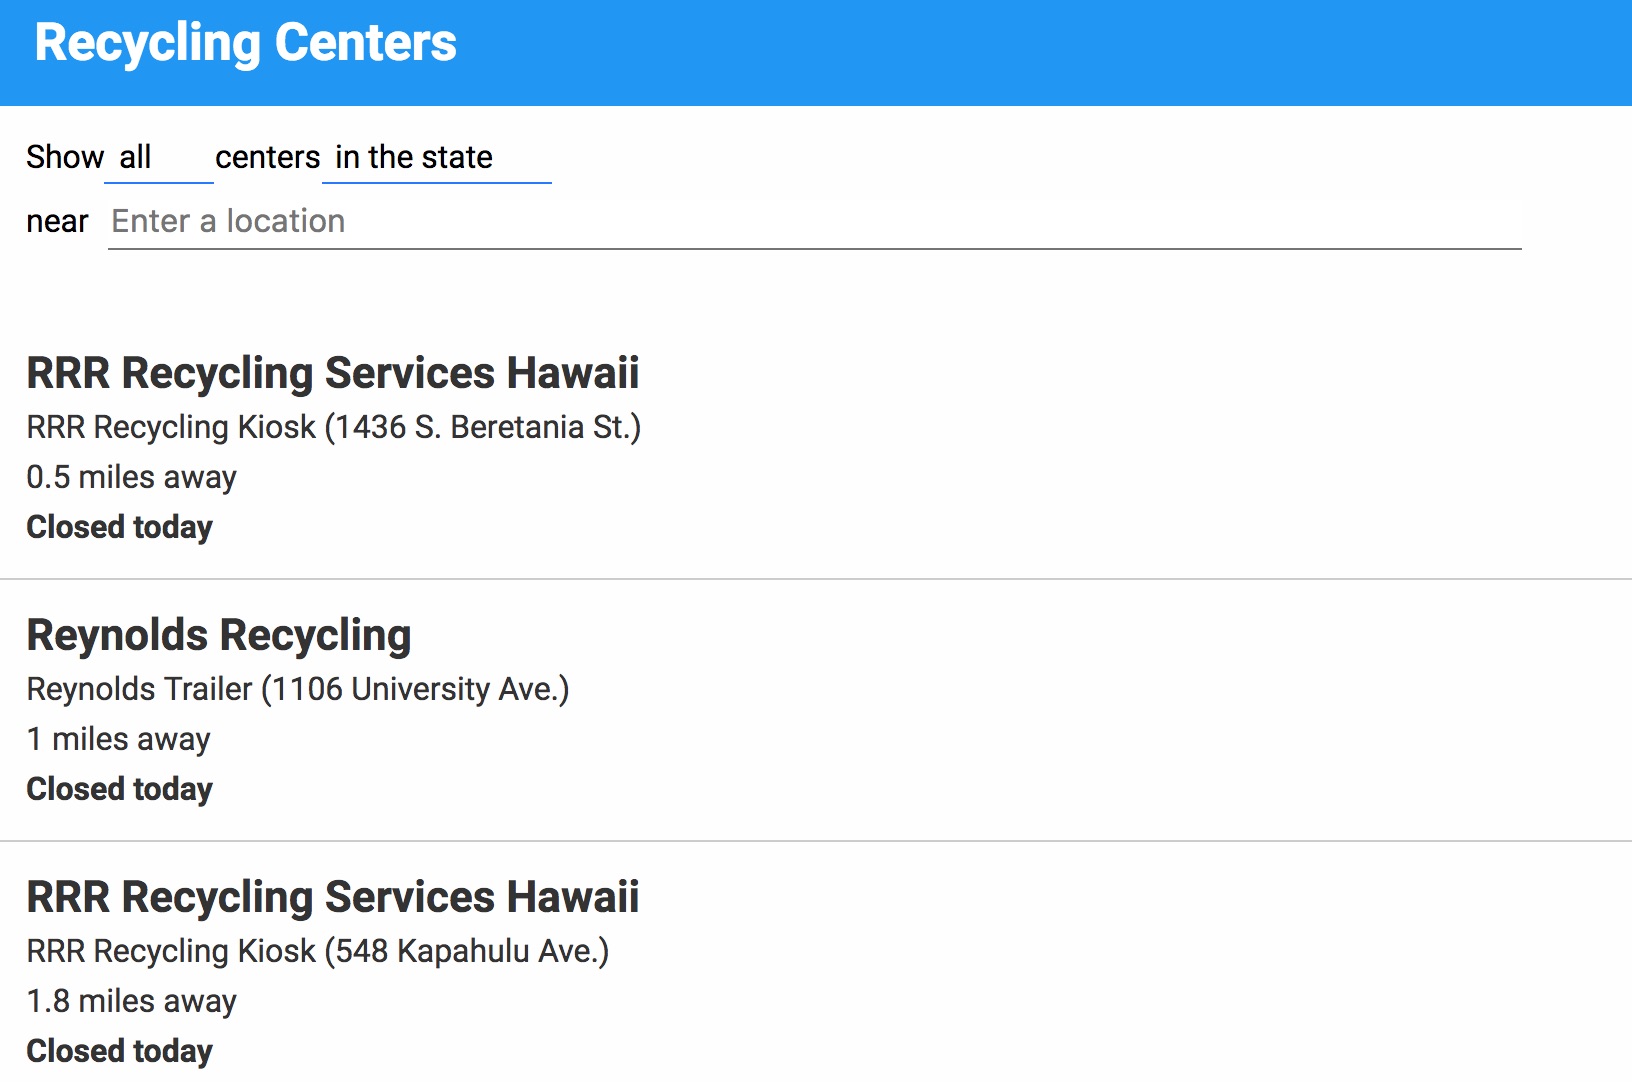 Recycling Centers
Show all centers in the state
near Enter a location
RRR Recycling Services Hawaii
RRR Recycling Kiosk (1436 S. Beretania St.)
0.5 miles away
Closed today
Reynolds Recycling
Reynolds Trailer (1106 University Ave.)
1 miles away
Closed today
RRR Recycling Services Hawaii
RRR Recycling Kiosk (548 Kapahulu Ave.)
1.8 miles away
Closed today